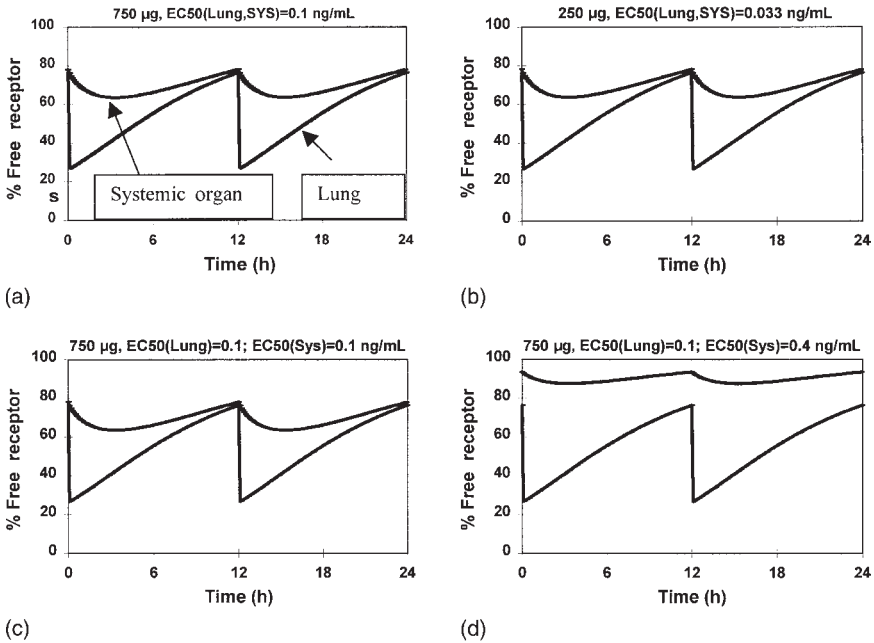 750 µg, EC50(Lung,SYS)=0.1 ng/mL
(a)
% Free receptor
100
80
60
40
20
s
0
Systemic organ
Lung
0 6 12 18 24
Time (h)
250 µg, EC50(Lung,SYS)=0.033 ng/mL
(b)
% Free receptor
100
80
60
40
20
0
0 6 12 18 24
Time (h)
750 µg, EC50(Lung)=0.1; EC50(Sys)=0.1 ng/mL
(c)
% Free receptor
100
80
60
40
20
0
0 6 12 18 24
Time (h)
750 µg, EC50(Lung)=0.1; EC50(Sys)=0.4 ng/mL
(d)
% Free receptor
100
80
60
40
20
0
0 6 12 18 24
Time (h)